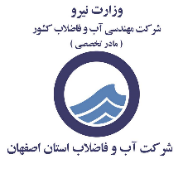 وزارت نیرو
شرکت مهندسی آب و فاضلاب کشور
( مادر تخصصی )
شرکت آب و فاضلاب استان اصفهان